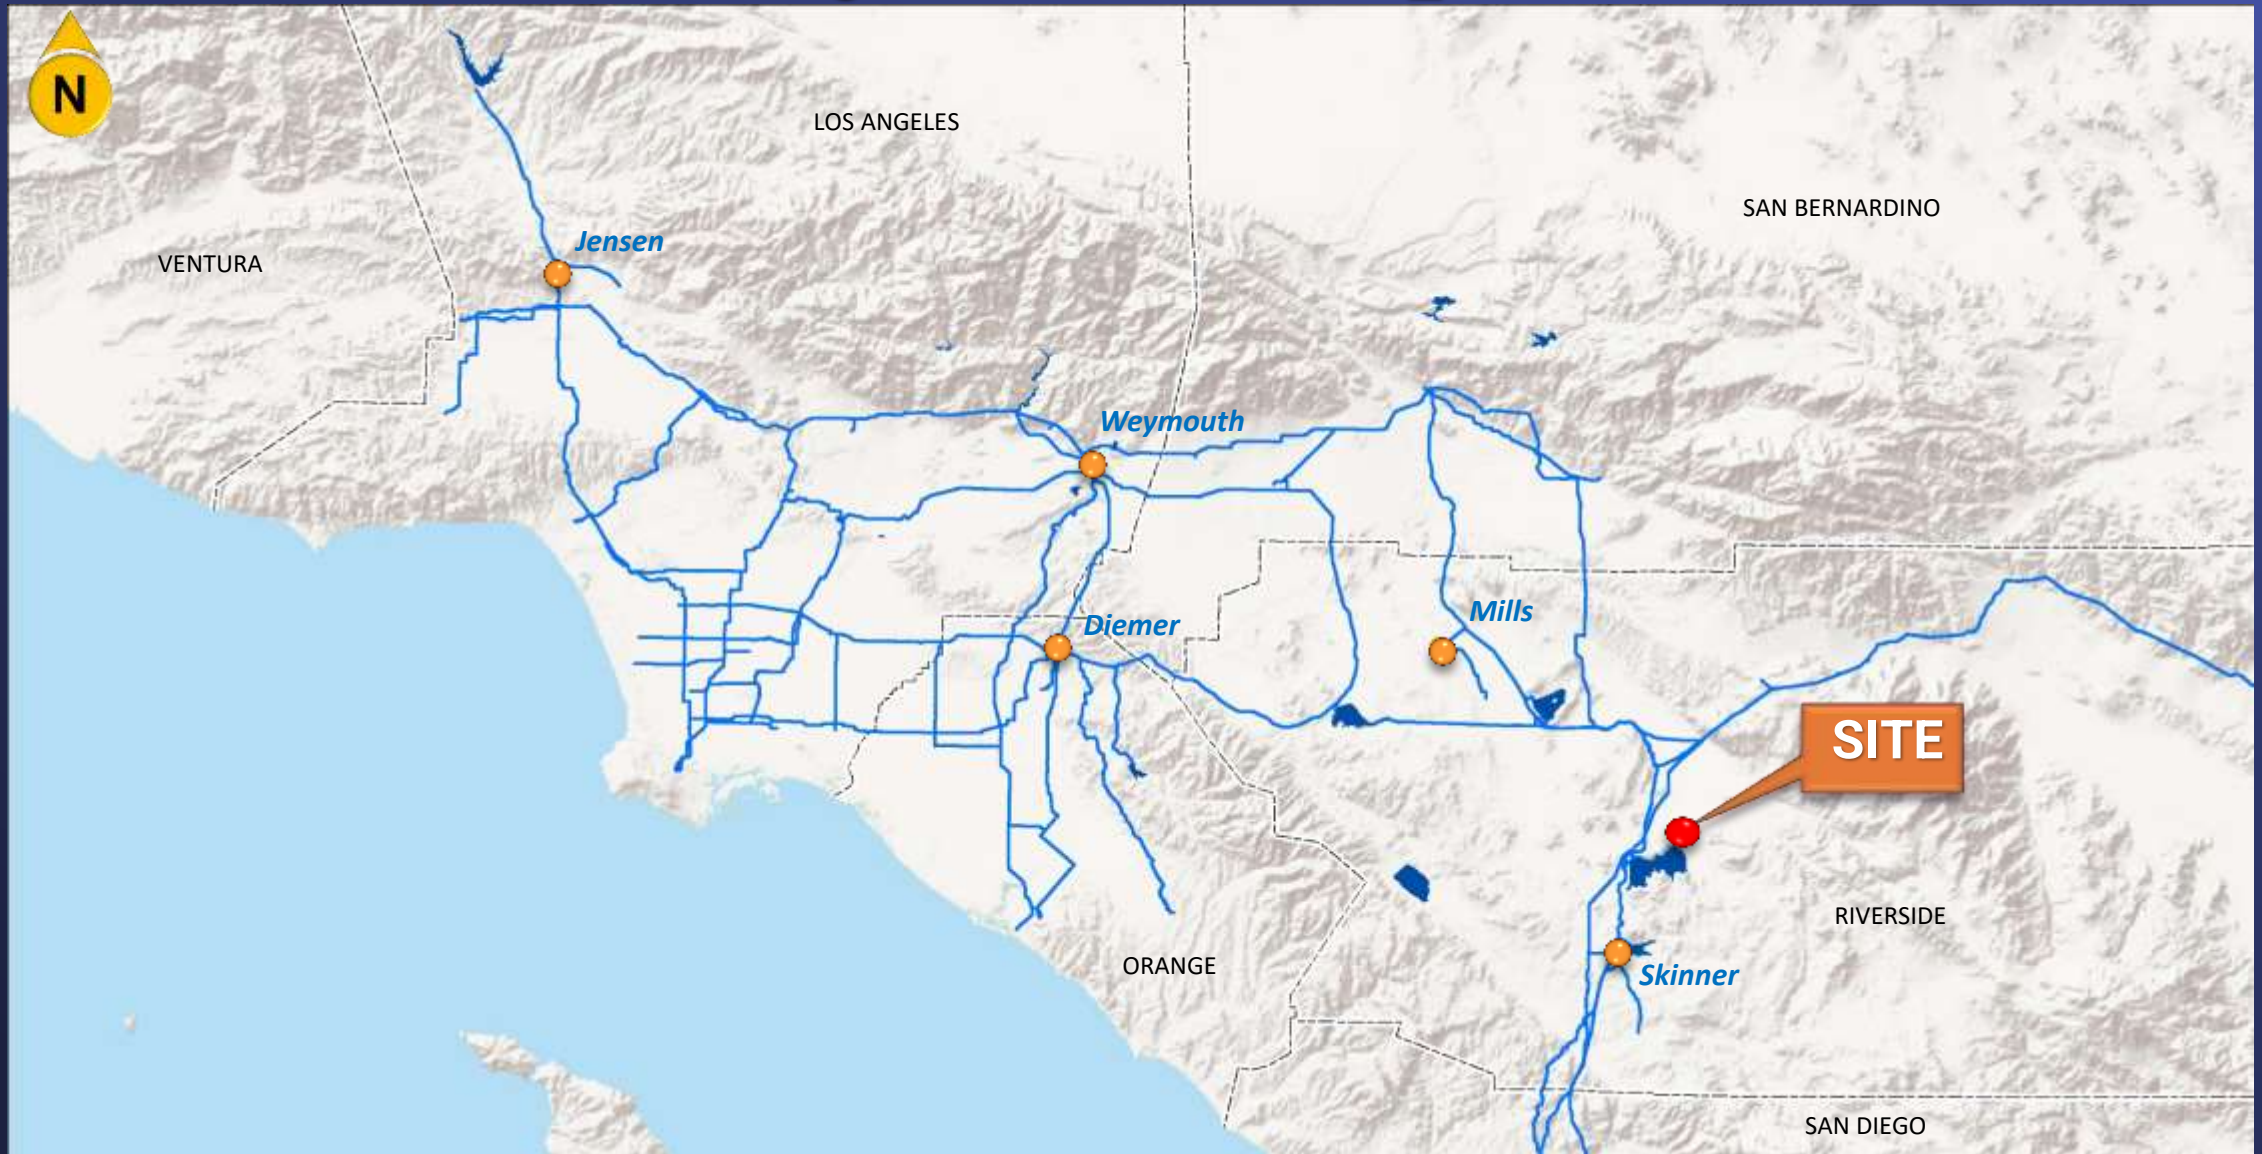 N
LOS ANGELES
SAN BERNARDINO
Jensen
VENTURA
Weymouth
Mills
Diemer
SITE
RIVERSIDE
ORANGE
Skinner
SAN DIEGO